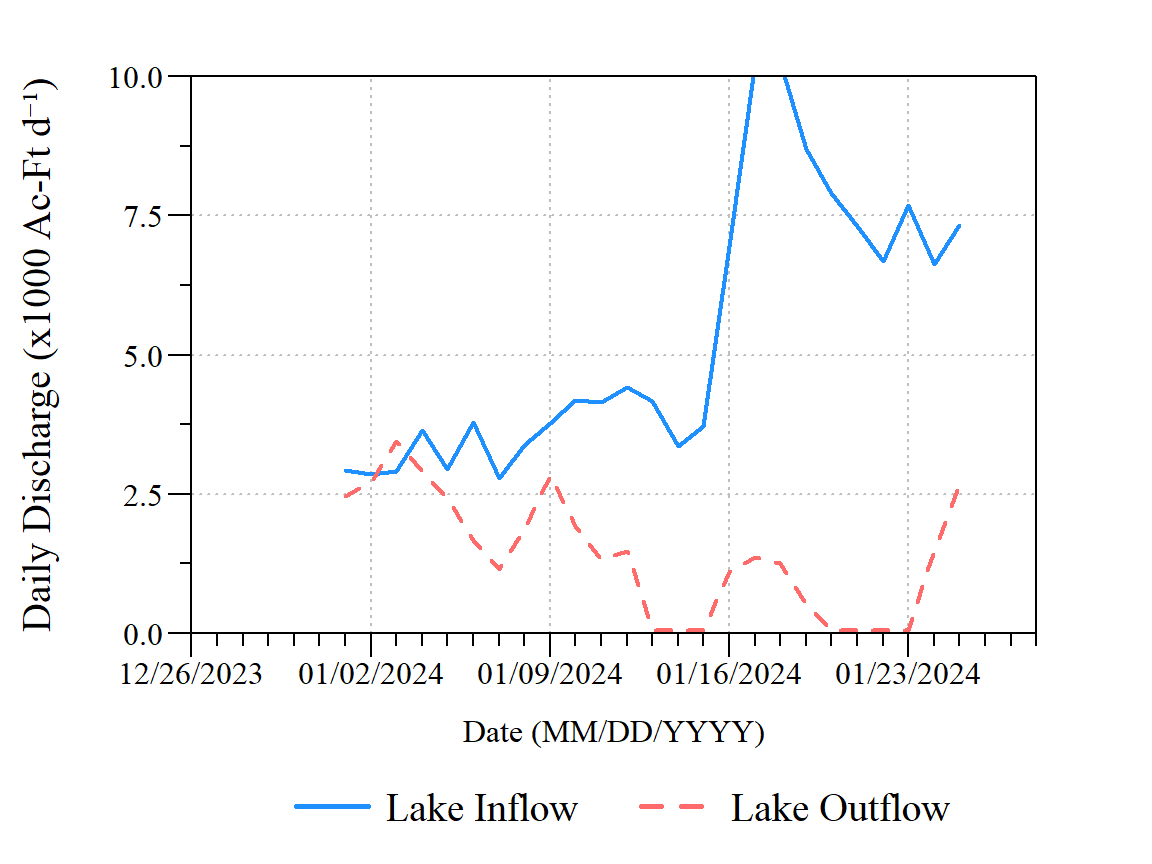 Daily Discharge (x1000 Ac-Ft d⁻¹)
10.0
7.5
5.0
2.5
0.0
12/26/2023 01/02/2024 01/09/2024 01/16/2024 01/23/2024
Date (MM/DD/YYYY)
Lake Inflow Lake Outflow